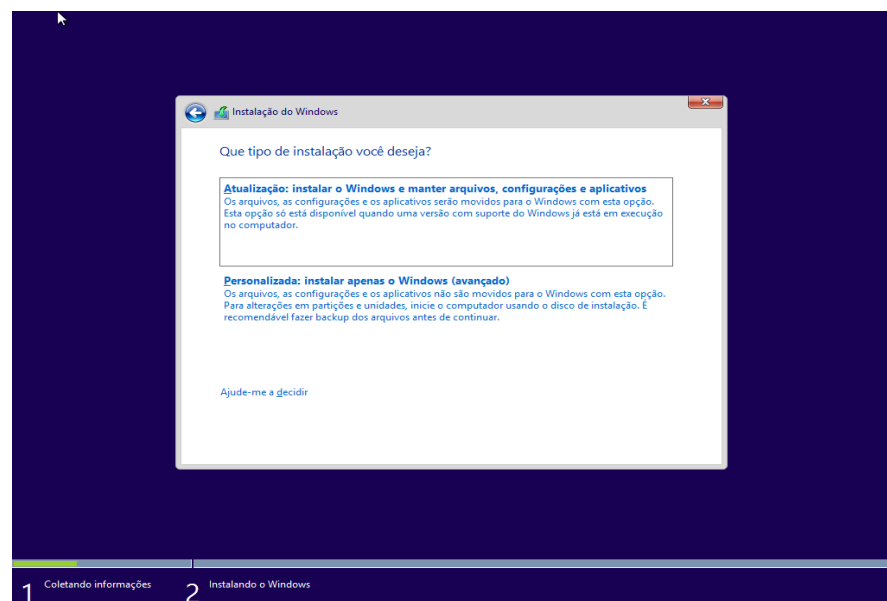 Instalação do Windows
Que tipo de instalação você deseja?
Atualização: instalar o Windows e manter arquivos, configurações e aplicativos
Os arquivos, as configurações e os aplicativos serão movidos para o Windows com esta opção.
Esta opção só está disponível quando uma versão com suporte do Windows já está em execução
no computador.
Personalizada: instalar apenas o Windows (avançado)
Os arquivos, as configurações e os aplicativos não são movidos para o Windows com esta opção.
Para alterações em partições e unidades, inicie o computador usando o disco de instalação. É
recomendável fazer backup dos arquivos antes de continuar.
Ajude-me a decidir
1 Coletando informações 2 Instalando o Windows